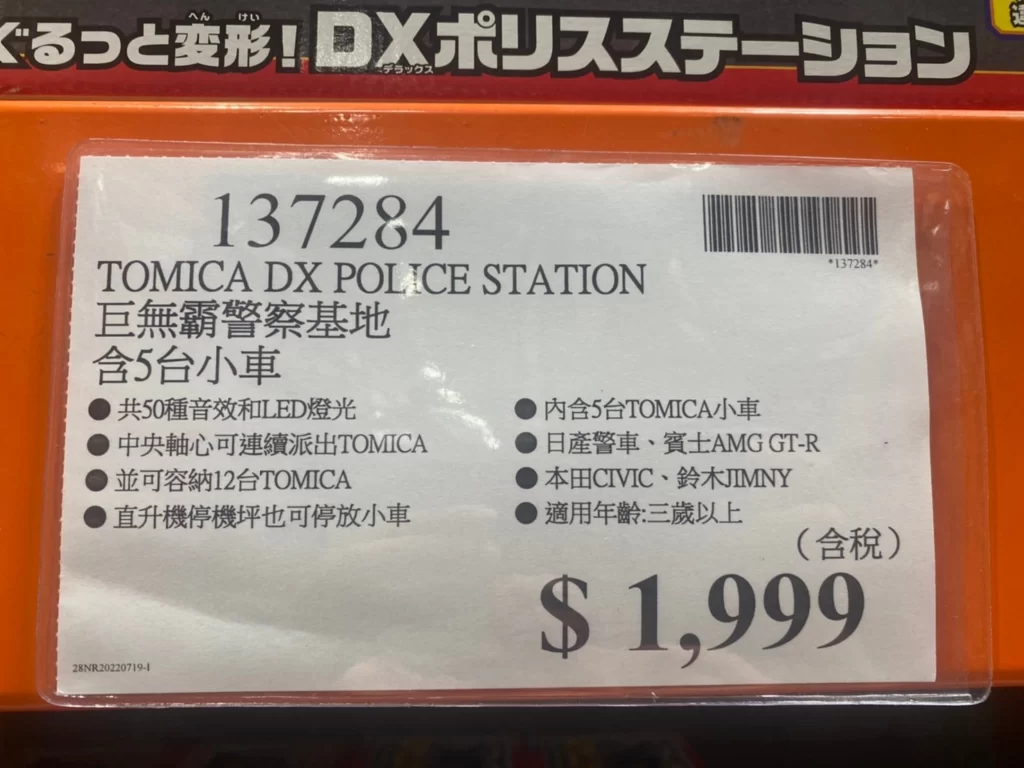 ぐるっと変形！DXポリスステーション
へん けい
デラックス
137284
*137284*
TOMICA DX POLICE STATION
巨無霸警察基地
含5台小車
● 共50種音效和LED燈光
● 中央軸心可連續派出TOMICA
● 並可容納12台TOMICA
● 直升機停機坪也可停放小車
● 內含5台TOMICA小車
● 日產警車、賓士AMG GT-R
● 本田CIVIC、鈴木JIMNY
● 適用年齡:三歲以上
（含稅）
$ 1,999
28NR20220719-I